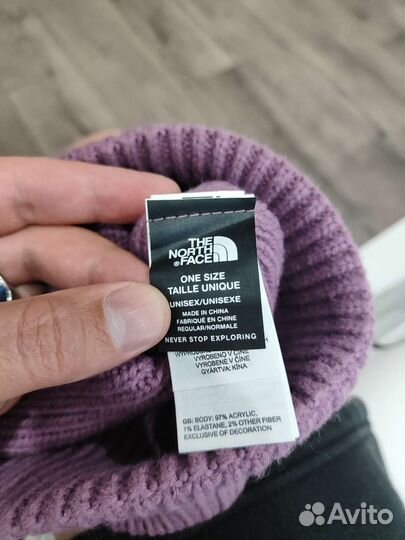 THE
NORTH
®FACE
ONE SIZE
TAILLE UNIQUE
UNISEX/UNISEXE
MADE IN CHINA
FABRIQUÉ EN CHINE
REGULAR/NORMALE
NEVER STOP EXPLORING
VYROBENO V ČÍNE
VYROBENÉ V ČÍNE
GYÁRTVA: KÍNA
GB: BODY: 97% ACRYLIC,
1% ELASTANE, 2% OTHER FIBER
EXCLUSIVE OF DECORATION
Avito